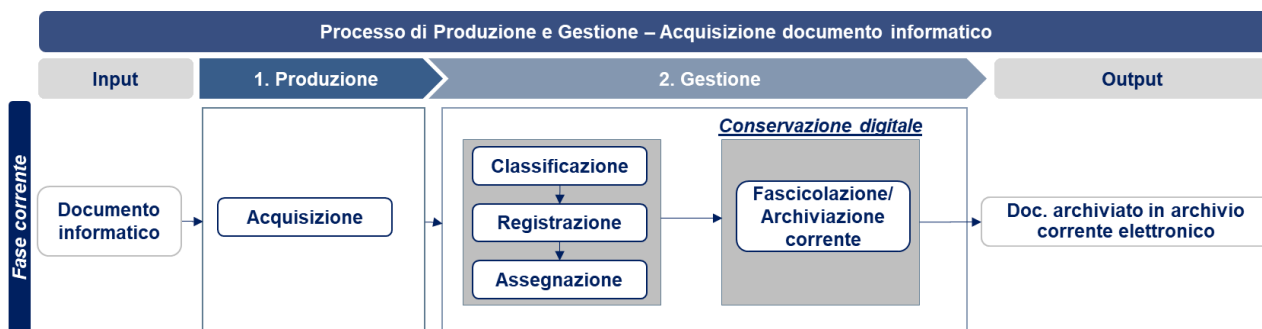 Processo di Produzione e Gestione – Acquisizione documento informatico
Input
1. Produzione
2. Gestione
Output
Fase corrente
Documento
informatico
Acquisizione
Classificazione
Registrazione
Assegnazione
Conservazione digitale
Fascicolazione/
Archiviazione
corrente
Doc. archiviato in archivio
corrente elettronico